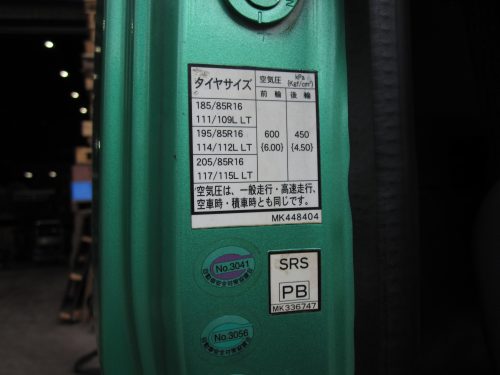 タイヤサイズ 空気圧 kPa {Kgf/cm²}
前輪 後輪
185/85R16
111/109L LT
195/85R16 600 450
114/112L LT {6.00} {4.50}
205/85R16
117/115L LT
空気圧は、一般走行・高速走行、
空車時・積車時とも同じです。
MK448404
No.3041
SRS
PB
MK336747
No.3056